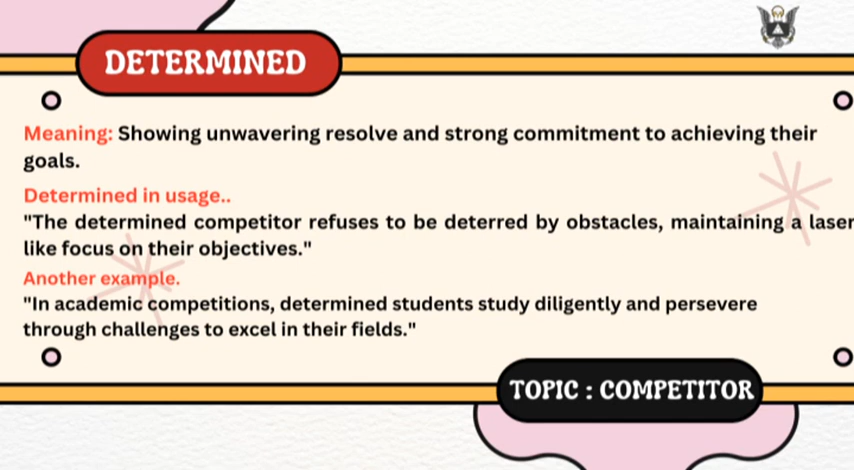 DETERMINED
Meaning: Showing unwavering resolve and strong commitment to achieving their
goals.
Determined in usage..
"The determined competitor refuses to be deterred by obstacles, maintaining a laser
like focus on their objectives."
Another example.
"In academic competitions, determined students study diligently and persevere
through challenges to excel in their fields."
TOPIC : COMPETITOR